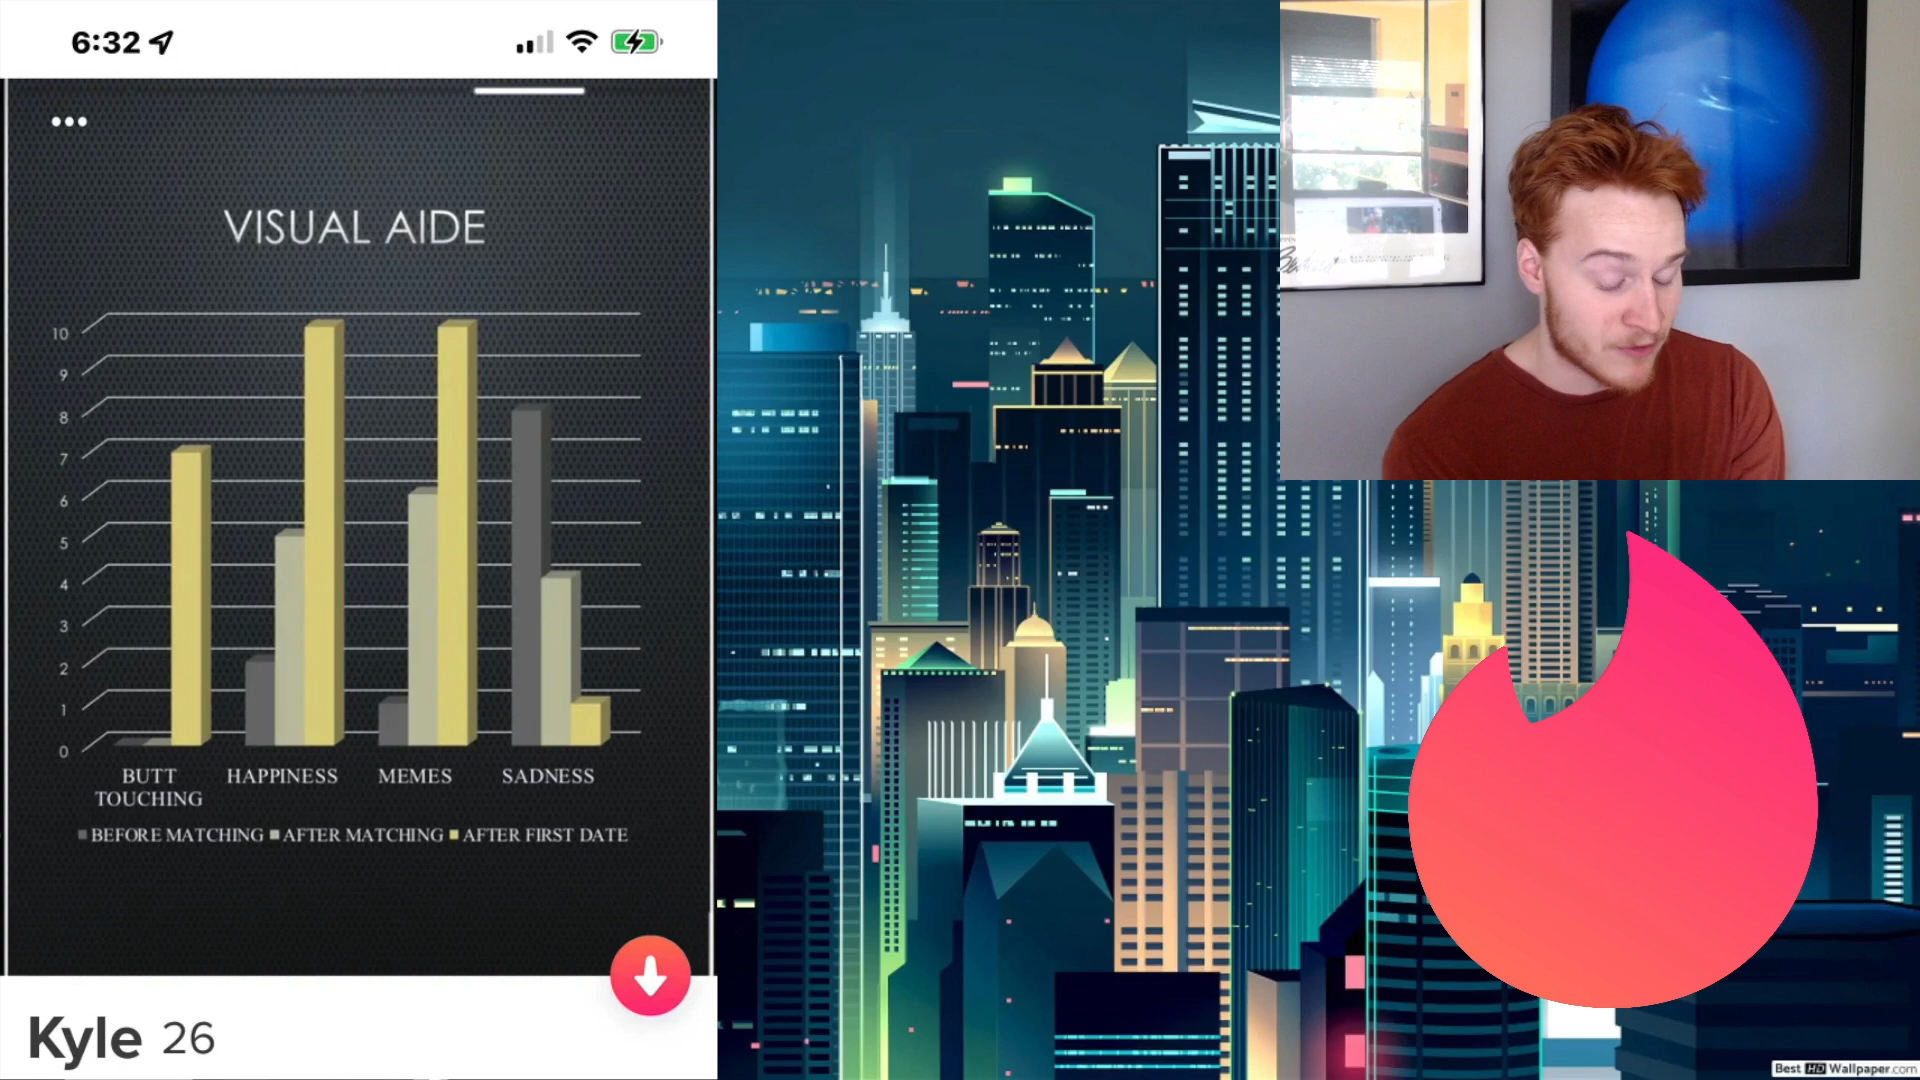 6:32
VISUAL AIDE
10
9
8
7
6
5
4
3
2
1
0
BUTT TOUCHING
HAPPINESS
MEMES
SADNESS
BEFORE MATCHING AFTER MATCHING AFTER FIRST DATE
Kyle 26
Best HD Wallpaper.com